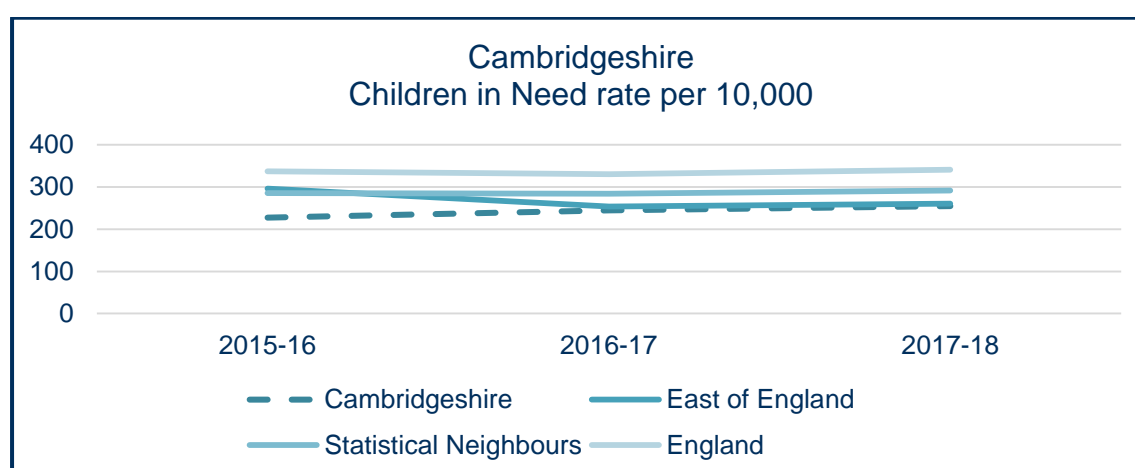 Cambridgeshire
Children in Need rate per 10,000
400
300
200
100
0
2015-16 2016-17 2017-18
Cambridgeshire East of England
Statistical Neighbours England